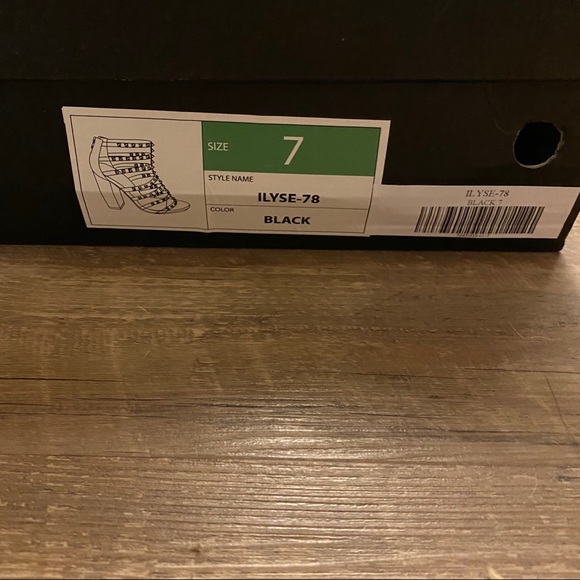 SIZE 7
STYLE NAME
ILYSE-78
COLOR
BLACK
ILYSE-78
BLACK 7